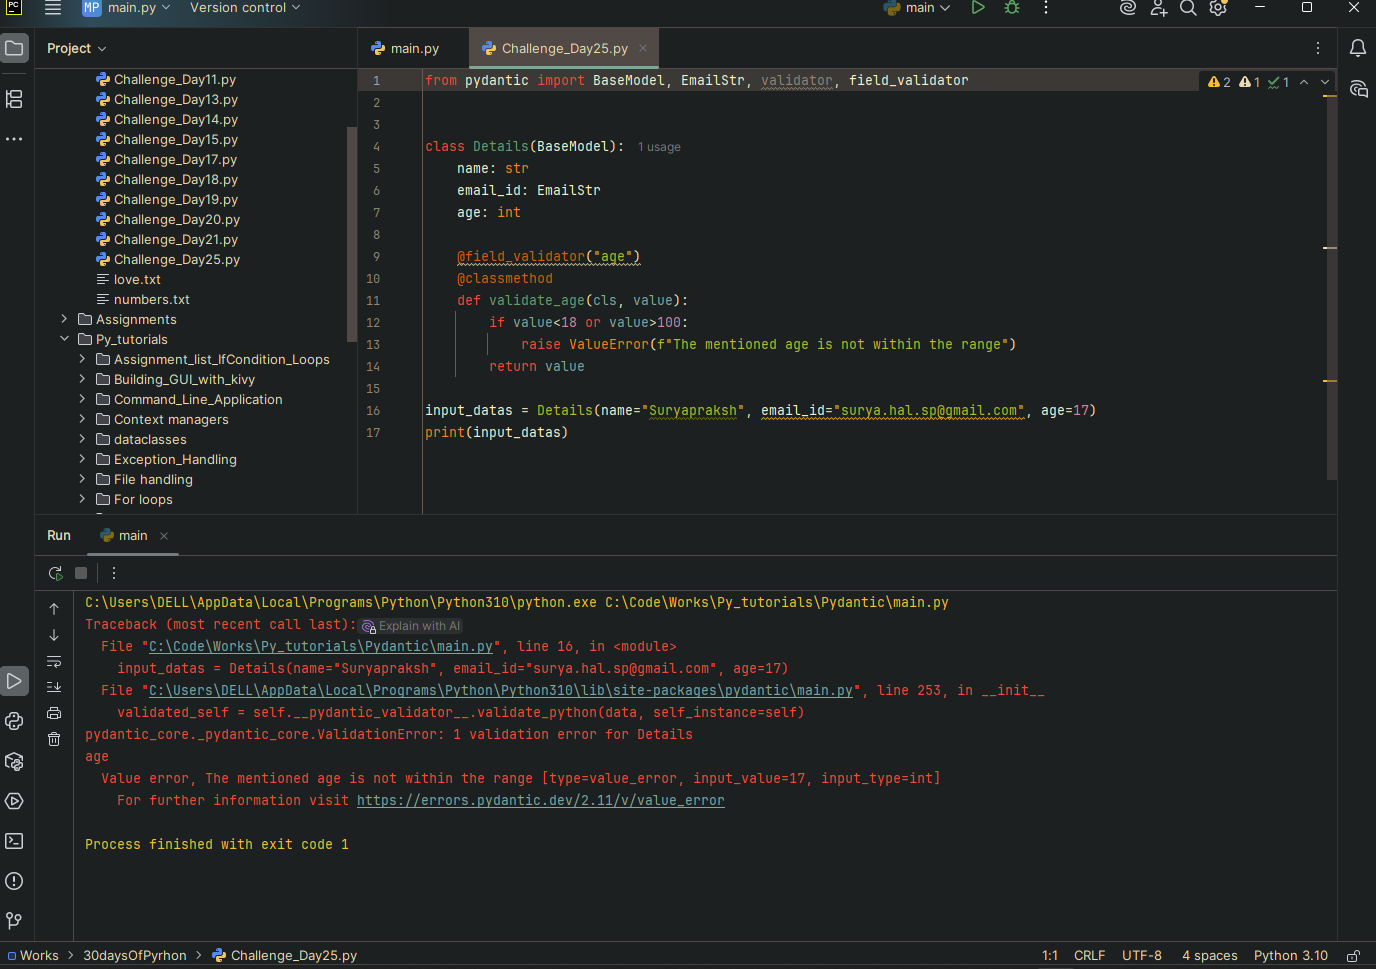 PC
MP main.py Version control main
Project
main.py Challenge_Day25.py
Challenge_Day11.py
Challenge_Day13.py
Challenge_Day14.py
Challenge_Day15.py
Challenge_Day17.py
Challenge_Day18.py
Challenge_Day19.py
Challenge_Day20.py
Challenge_Day21.py
Challenge_Day25.py
love.txt
numbers.txt
Assignments
Py_tutorials
Assignment_list_IfCondition_Loops
Building_GUI_with_kivy
Command_Line_Application
Context managers
dataclasses
Exception_Handling
File handling
For loops
1 from pydantic import BaseModel, EmailStr, validator, field_validator 2 1 1
2
3
4 class Details(BaseModel): 1 usage
5 name: str
6 email_id: EmailStr
7 age: int
8
9 @field_validator("age")
10 @classmethod
11 def validate_age(cls, value):
12 if value<18 or value>100:
13 raise ValueError(f"The mentioned age is not within the range")
14 return value
15
16 input_datas = Details(name="Suryapraksh", email_id="surya.hal.sp@gmail.com", age=17)
17 print(input_datas)
Run main
C:\Users\DELL\AppData\Local\Programs\Python\Python310\python.exe C:\Code\Works\Py_tutorials\Pydantic\main.py
Traceback (most recent call last): Explain with AI
File "C:\Code\Works\Py_tutorials\Pydantic\main.py", line 16, in <module>
input_datas = Details(name="Suryapraksh", email_id="surya.hal.sp@gmail.com", age=17)
File "C:\Users\DELL\AppData\Local\Programs\Python\Python310\lib\site-packages\pydantic\main.py", line 253, in __init__
validated_self = self.__pydantic_validator__.validate_python(data, self_instance=self)
pydantic_core._pydantic_core.ValidationError: 1 validation error for Details
age
Value error, The mentioned age is not within the range [type=value_error, input_value=17, input_type=int]
For further information visit https://errors.pydantic.dev/2.11/v/value_error
Process finished with exit code 1
Works > 30daysOfPyrhon > Challenge_Day25.py 1:1 CRLF UTF-8 4 spaces Python 3.10